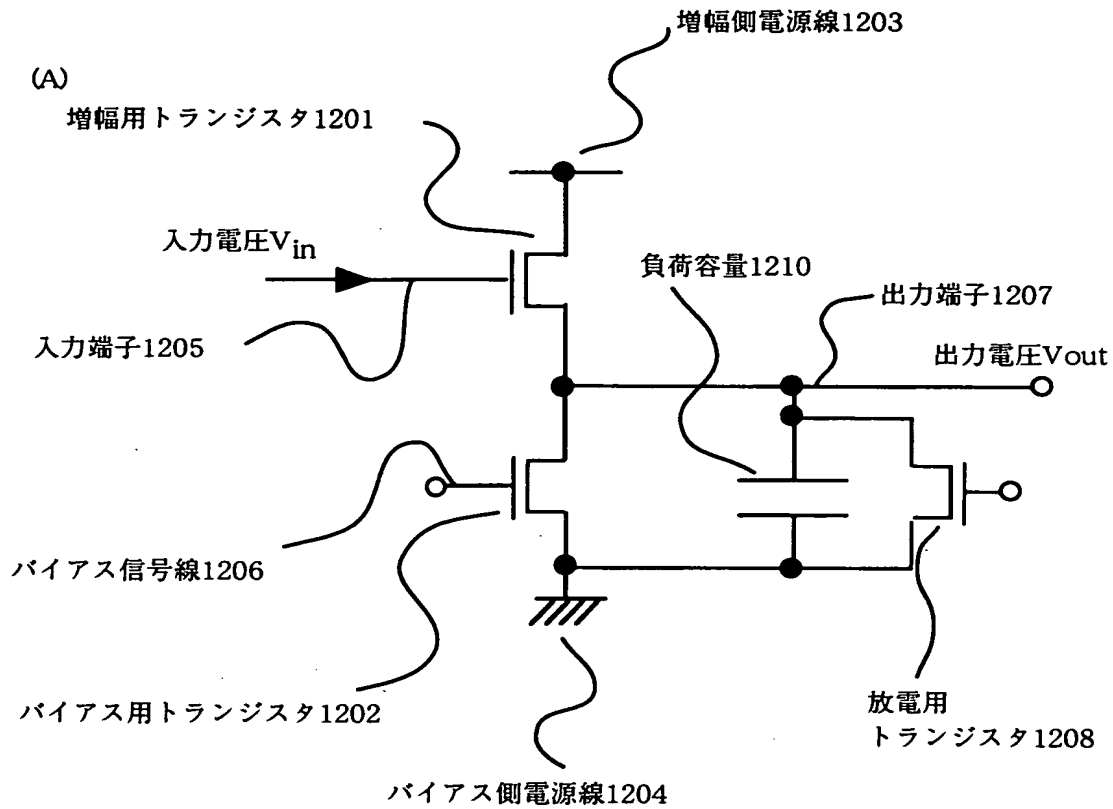 増幅側電源線1203
(A)
増幅用トランジスタ1201
入力電圧Vin
負荷容量1210
出力端子1207
入力端子1205
出力電圧Vout
バイアス信号線1206
バイアス用トランジスタ1202
放電用
トランジスタ1208
バイアス側電源線1204